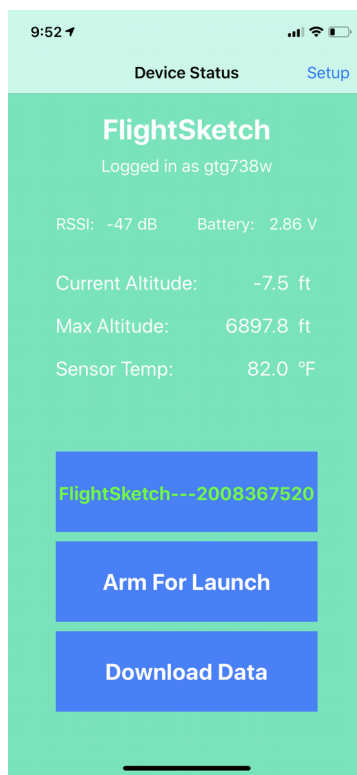 9:52
Device Status Setup
FlightSketch
Logged in as gtg738w
RSSI: -47 dB Battery: 2.86 V
Current Altitude: -7.5 ft
Max Altitude: 6897.8 ft
Sensor Temp: 82.0 °F
FlightSketch---2008367520
Arm For Launch
Download Data